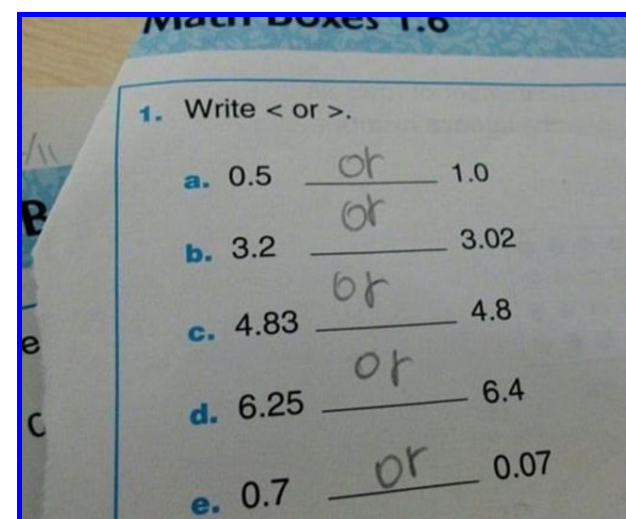 Math Boxes 1.6
1. Write < or >.
a. 0.5 or 1.0
b. 3.2 or 3.02
c. 4.83 or 4.8
d. 6.25 or 6.4
e. 0.7 or 0.07
B
e